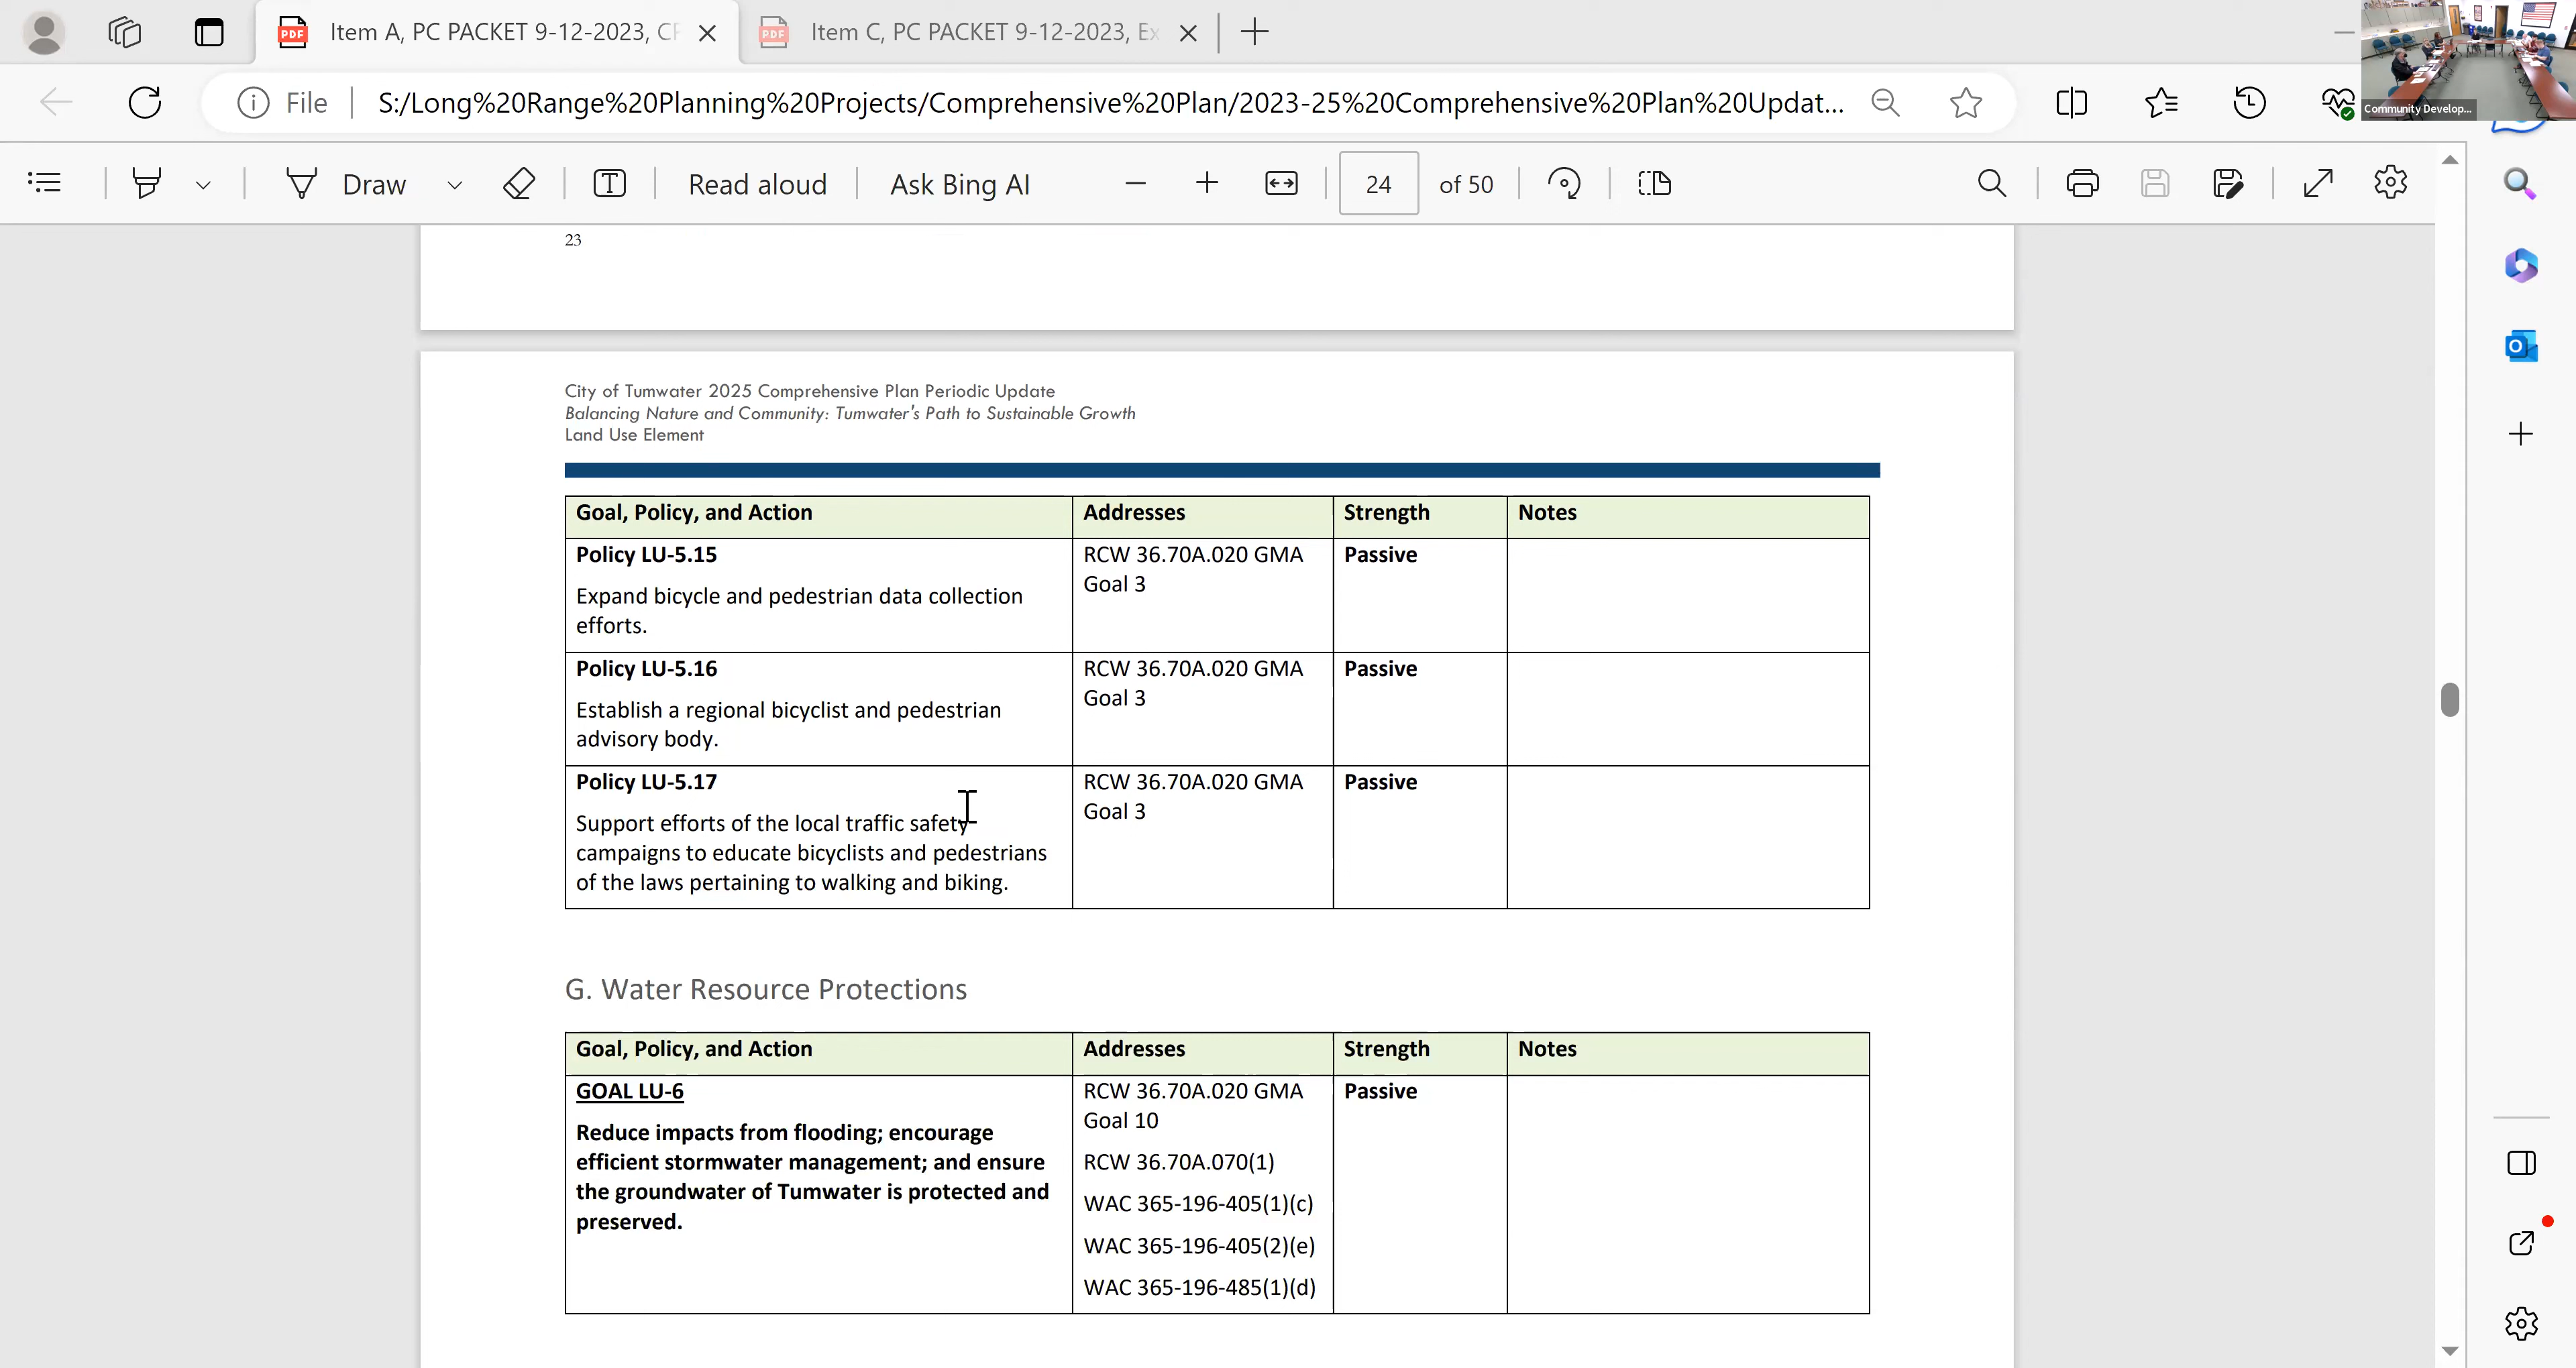 Item A, PC PACKET 9-12-2023, CF
Item C, PC PACKET 9-12-2023, Ex
File
S:/Long%20Range%20Planning%20Projects/Comprehensive%20Plan/2023-25%20Comprehensive%20Plan%20Updat...
Community Develop...
Draw
Read aloud
Ask Bing AI
24
of 50
23
City of Tumwater 2025 Comprehensive Plan Periodic Update
Balancing Nature and Community: Tumwater's Path to Sustainable Growth
Land Use Element
Goal, Policy, and Action
Addresses
Strength
Notes
Policy LU-5.15
Expand bicycle and pedestrian data collection
efforts.
RCW 36.70A.020 GMA
Goal 3
Passive
Policy LU-5.16
Establish a regional bicyclist and pedestrian
advisory body.
RCW 36.70A.020 GMA
Goal 3
Passive
Policy LU-5.17
Support efforts of the local traffic safety
campaigns to educate bicyclists and pedestrians
of the laws pertaining to walking and biking.
RCW 36.70A.020 GMA
Goal 3
Passive
G. Water Resource Protections
Goal, Policy, and Action
Addresses
Strength
Notes
GOAL LU-6
Reduce impacts from flooding; encourage
efficient stormwater management; and ensure
the groundwater of Tumwater is protected and
preserved.
RCW 36.70A.020 GMA
Goal 10
RCW 36.70A.070(1)
WAC 365-196-405(1)(c)
WAC 365-196-405(2)(e)
WAC 365-196-485(1)(d)
Passive